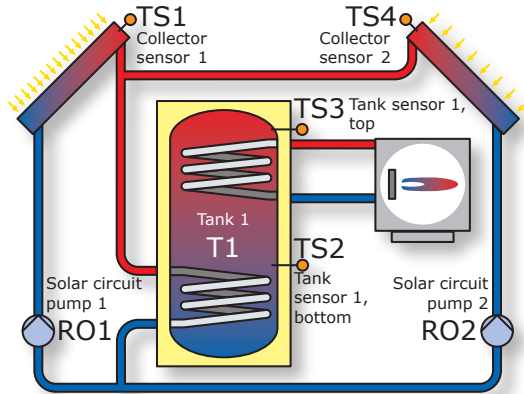 TS1
Collector
sensor 1
TS4
Collector
sensor 2
TS3
Tank sensor 1,
top
Tank 1
T1
TS2
Tank
sensor 1,
bottom
Solar circuit
pump 1
RO1
Solar circuit
pump 2
RO2